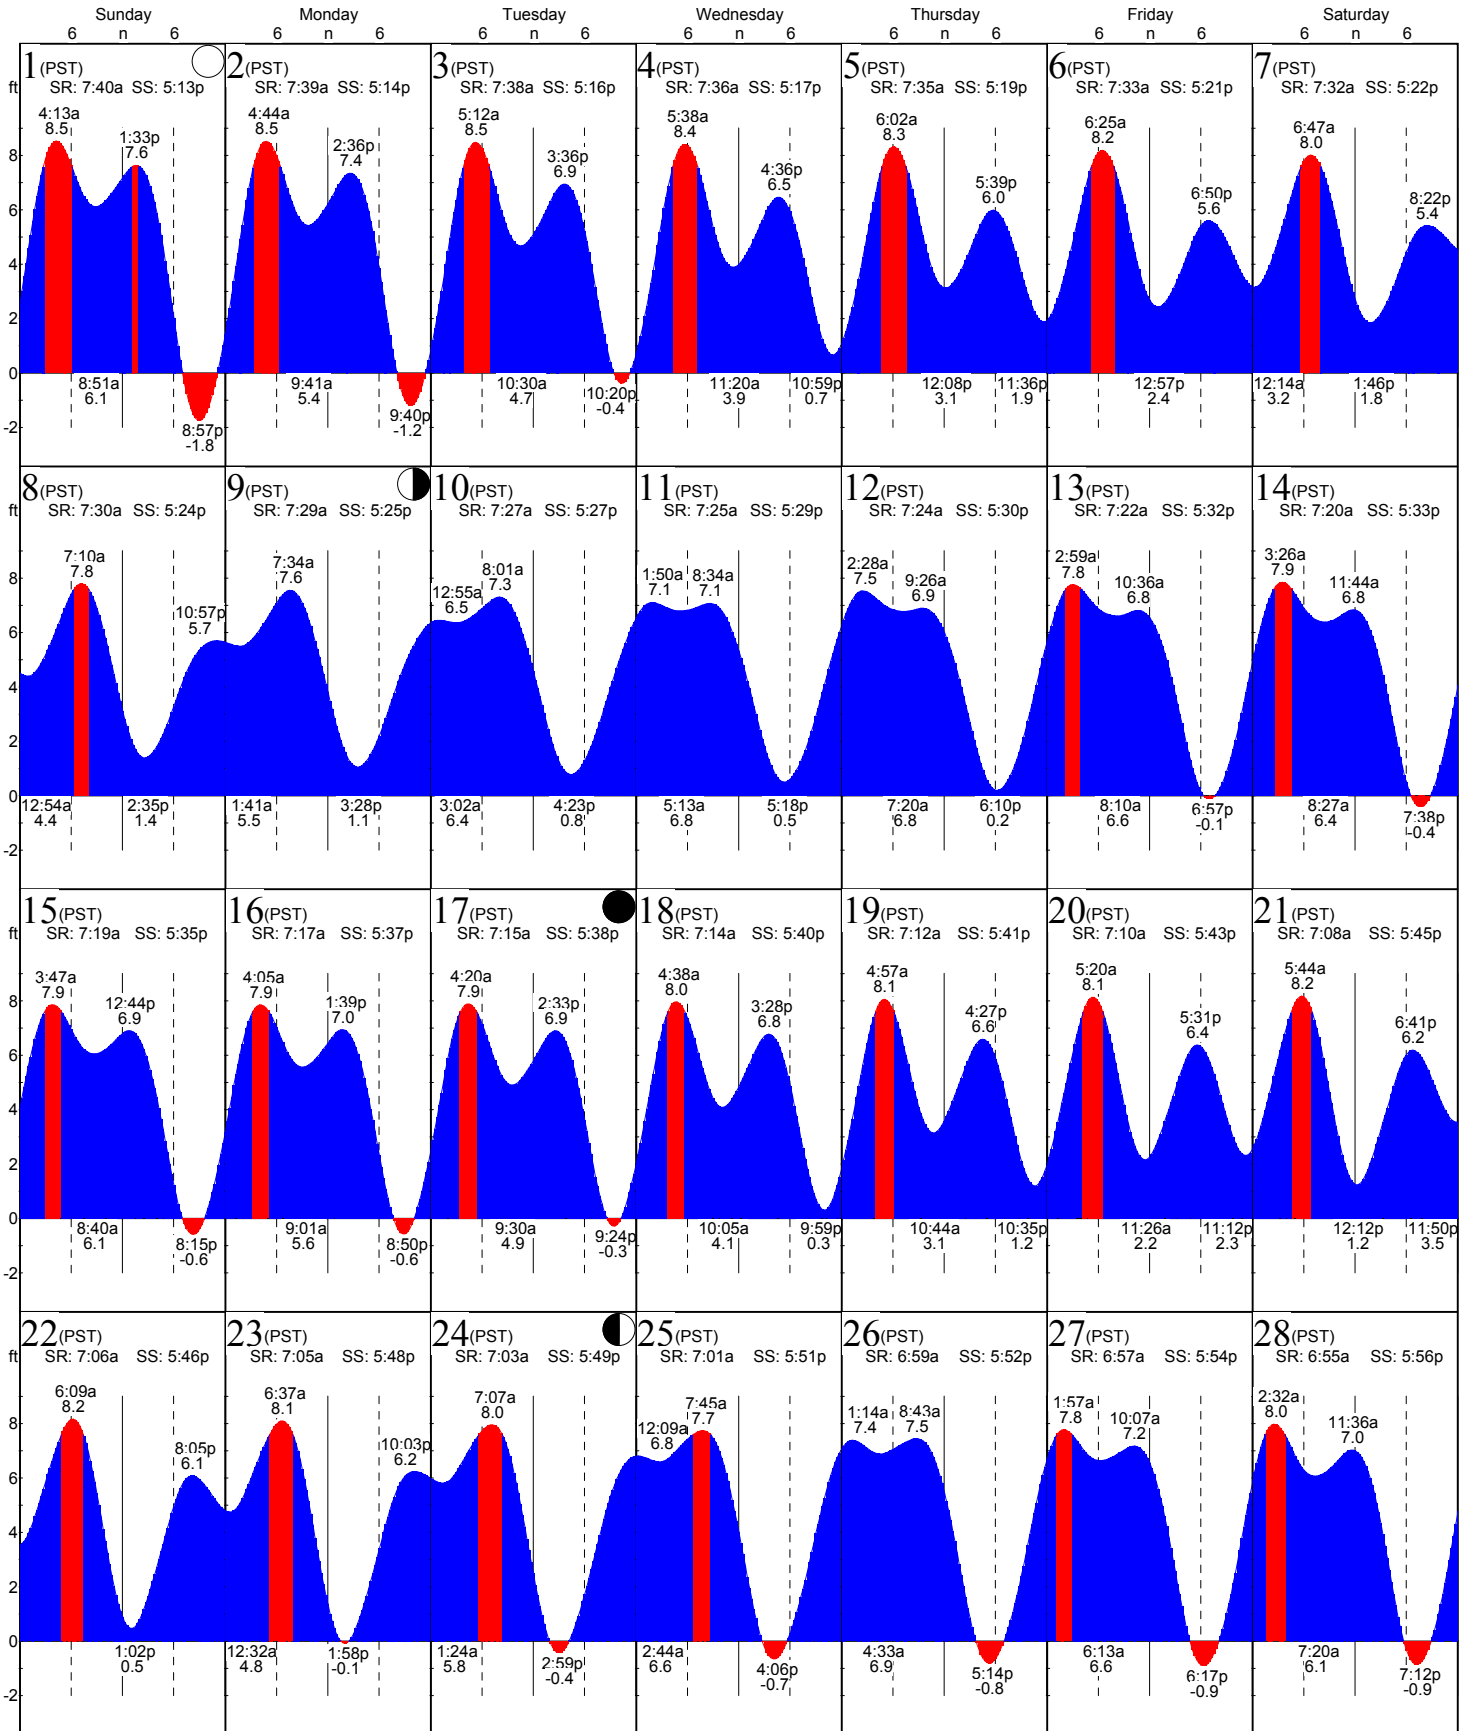 Sunday Monday Tuesday Wednesday Thursday Friday Saturday
6 n 6 6 n 6 6 n 6 6 n 6 6 n 6 6 n 6 6 n 6
1(PST) 2(PST) 3(PST) 4(PST) 5(PST) 6(PST) 7(PST)
ft SR: 7:40a SS: 5:13p SR: 7:39a SS: 5:14p SR: 7:38a SS: 5:16p SR: 7:36a SS: 5:17p SR: 7:35a SS: 5:19p SR: 7:33a SS: 5:21p SR: 7:32a SS: 5:22p
4:13a 1:33p 4:44a 2:36p 5:12a 3:36p 5:38a 4:36p 6:02a 5:39p 6:25a 6:50p 6:47a 8:22p
8.5 7.6 8.5 7.4 8.5 6.9 8.4 6.5 8.3 6.0 8.2 5.6 8.0 5.4
8
6
4
2
0
8:51a 8:57p 9:41a 9:40p 10:30a 10:20p 11:20a 10:59p 12:08p 11:36p 12:57p 12:14a 1:46p
6.1 -1.8 5.4 -1.2 4.7 -0.4 3.9 0.7 3.1 1.9 2.4 3.2 1.8
-2
8(PST) 9(PST) 10(PST) 11(PST) 12(PST) 13(PST) 14(PST)
ft SR: 7:30a SS: 5:24p SR: 7:29a SS: 5:25p SR: 7:27a SS: 5:27p SR: 7:25a SS: 5:29p SR: 7:24a SS: 5:30p SR: 7:22a SS: 5:32p SR: 7:20a SS: 5:33p
7:10a 10:57p 7:34a 12:55a 8:01a 1:50a 8:34a 2:28a 9:26a 2:59a 10:36a 3:26a 11:44a
7.8 5.7 7.6 6.5 7.3 7.1 7.1 7.5 6.9 7.8 6.8 7.9 6.8
8
6
4
2
0
12:54a 2:35p 1:41a 3:28p 3:02a 4:23p 5:13a 5:18p 7:20a 6:10p 8:10a 6:57p 8:27a 7:38p
4.4 1.4 5.5 1.1 6.4 0.8 6.8 0.5 6.8 0.2 6.6 -0.1 6.4 -0.4
-2
15(PST) 16(PST) 17(PST) 18(PST) 19(PST) 20(PST) 21(PST)
ft SR: 7:19a SS: 5:35p SR: 7:17a SS: 5:37p SR: 7:15a SS: 5:38p SR: 7:14a SS: 5:40p SR: 7:12a SS: 5:41p SR: 7:10a SS: 5:43p SR: 7:08a SS: 5:45p
3:47a 12:44p 4:05a 1:39p 4:20a 2:33p 4:38a 3:28p 4:57a 4:27p 5:20a 5:31p 5:44a 6:41p
7.9 6.9 7.9 7.0 7.9 6.9 8.0 6.8 8.1 6.6 8.1 6.4 8.2 6.2
8
6
4
2
0
8:40a 8:15p 9:01a 8:50p 9:30a 9:24p 10:05a 9:59p 10:44a 10:35p 11:26a 11:12p 12:12p 11:50p
6.1 -0.6 5.6 -0.6 4.9 -0.3 4.1 0.3 3.1 1.2 2.2 2.3 1.2 3.5
-2
22(PST) 23(PST) 24(PST) 25(PST) 26(PST) 27(PST) 28(PST)
ft SR: 7:06a SS: 5:46p SR: 7:05a SS: 5:48p SR: 7:03a SS: 5:49p SR: 7:01a SS: 5:51p SR: 6:59a SS: 5:52p SR: 6:57a SS: 5:54p SR: 6:55a SS: 5:56p
6:09a 8:05p 6:37a 10:03p 7:07a 12:09a 7:45a 1:14a 8:43a 1:57a 10:07a 2:32a 11:36a
8.2 6.1 8.1 6.2 8.0 6.8 7.7 7.4 7.5 7.8 7.2 8.0 7.0
8
6
4
2
0
1:02p 12:32a 1:58p 1:24a 2:59p 2:44a 4:06p 4:33a 5:14p 6:13a 6:17p 7:20a 7:12p
0.5 4.8 -0.1 5.8 -0.4 6.6 -0.7 6.9 -0.8 6.6 -0.9 6.1 -0.9
-2